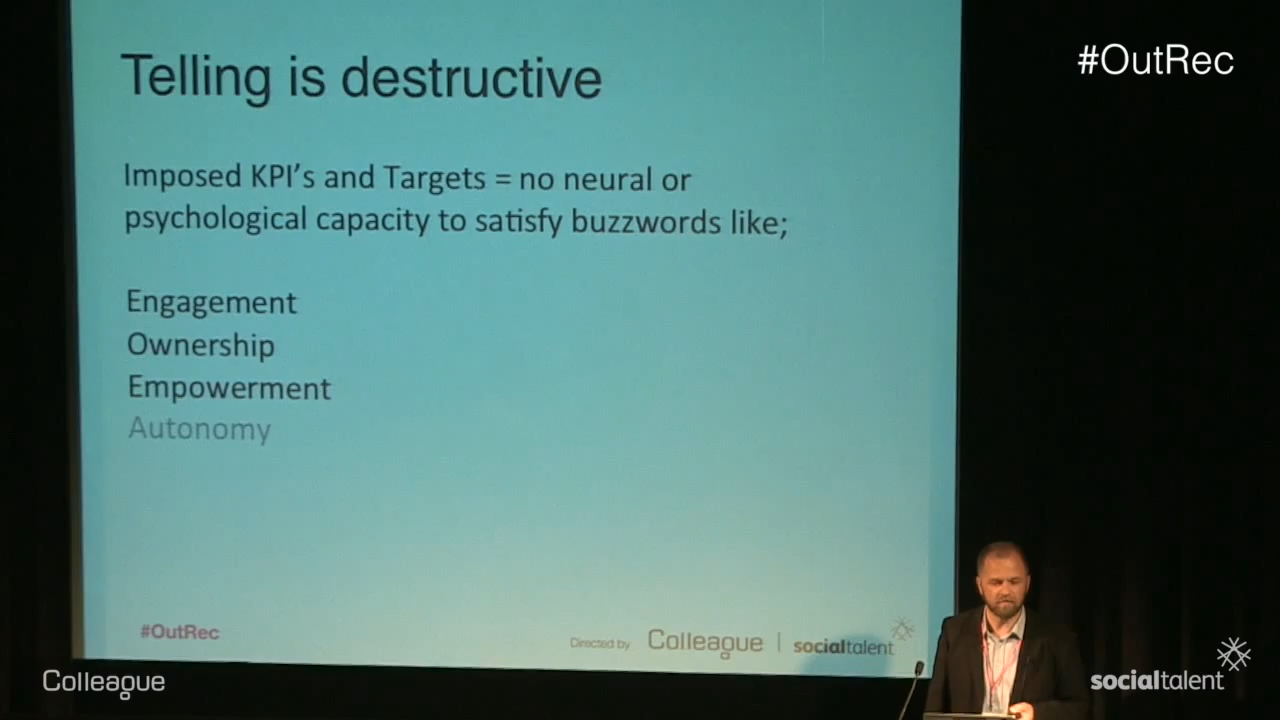 Telling is destructive
#OutRec
Imposed KPI's and Targets = no neural or
psychological capacity to satisfy buzzwords like;
Engagement
Ownership
Empowerment
Autonomy
#OutRec
Directed by Colleague | socialtalent
Colleague
socialtalent